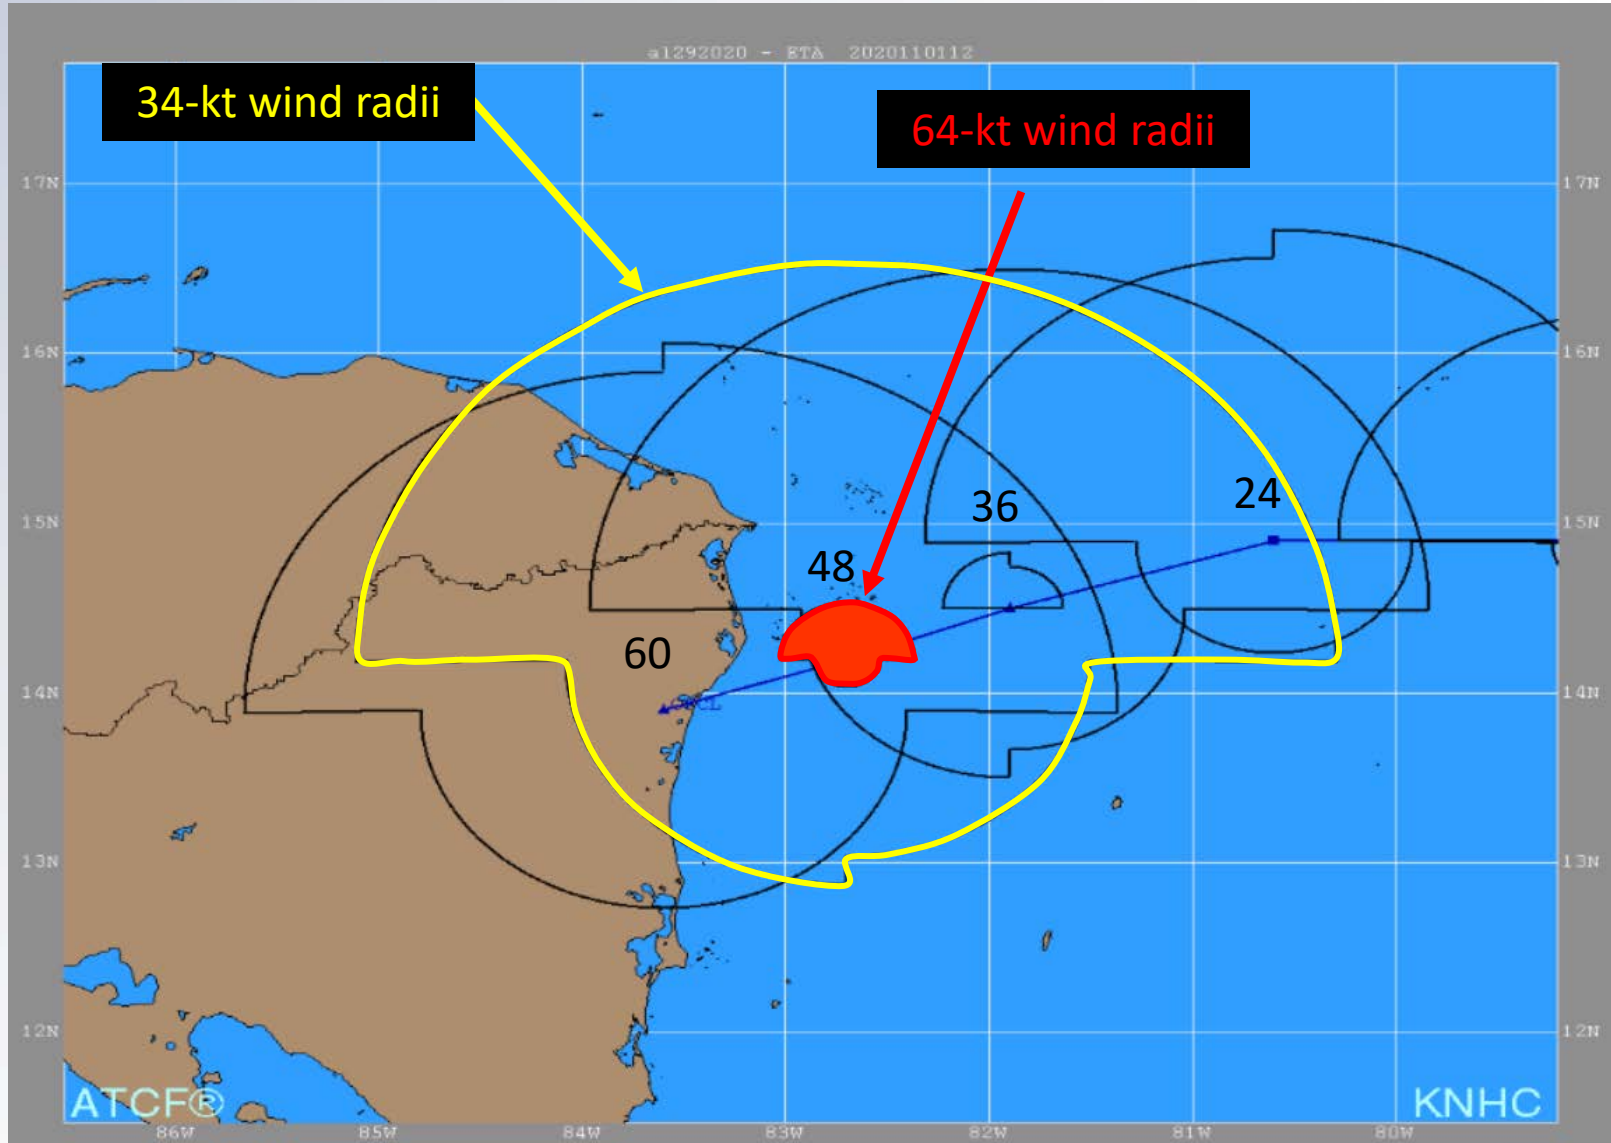 al292020 - ETA 2020110112
34-kt wind radii
64-kt wind radii
17N 17N
16N 16N
36 24
15N 15N
48
60
14N 14N
13N 13N
12N 12N
ATCF® KNHC
86W 85W 84W 83W 82W 81W 80W